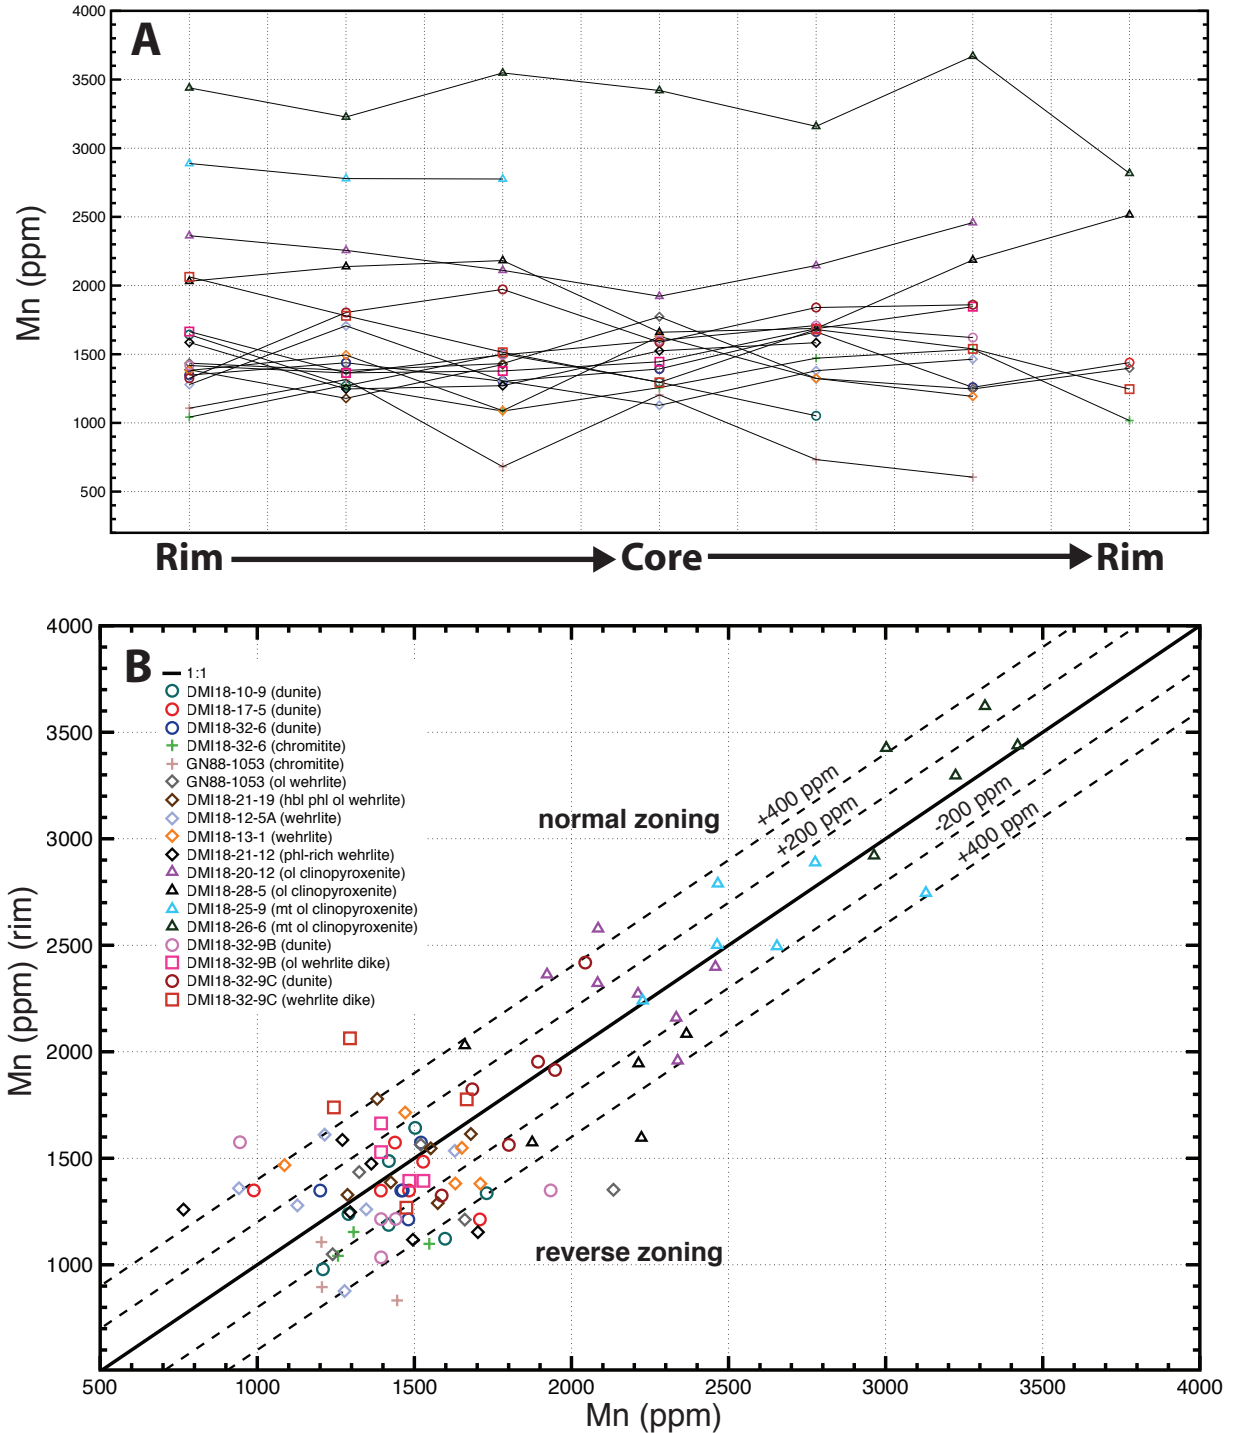 A
4000
3500
3000
2500
2000
1500
1000
500
Mn (ppm)
Rim
Core
Rim
B
4000
3500
3000
2500
2000
1500
1000
Mn (ppm) (rim)
1:1
DMI18-10-9 (dunite)
DMI18-17-5 (dunite)
DMI18-32-6 (dunite)
DMI18-32-6 (chromitite)
GN88-1053 (chromitite)
GN88-1053 (ol wehrlite)
DMI18-21-19 (hbl phl ol wehrlite)
DMI18-12-5A (wehrlite)
DMI18-13-1 (wehrlite)
DMI18-21-12 (phl-rich wehrlite)
DMI18-20-12 (ol clinopyroxenite)
DMI18-28-5 (ol clinopyroxenite)
DMI18-25-9 (mt ol clinopyroxenite)
DMI18-26-6 (mt ol clinopyroxenite)
DMI18-32-9B (dunite)
DMI18-32-9B (ol wehrlite dike)
DMI18-32-9C (dunite)
DMI18-32-9C (wehrlite dike)
normal zoning
+400 ppm
+200 ppm
-200 ppm
+400 ppm
reverse zoning
500
1000
1500
2000
2500
3000
3500
4000
Mn (ppm)